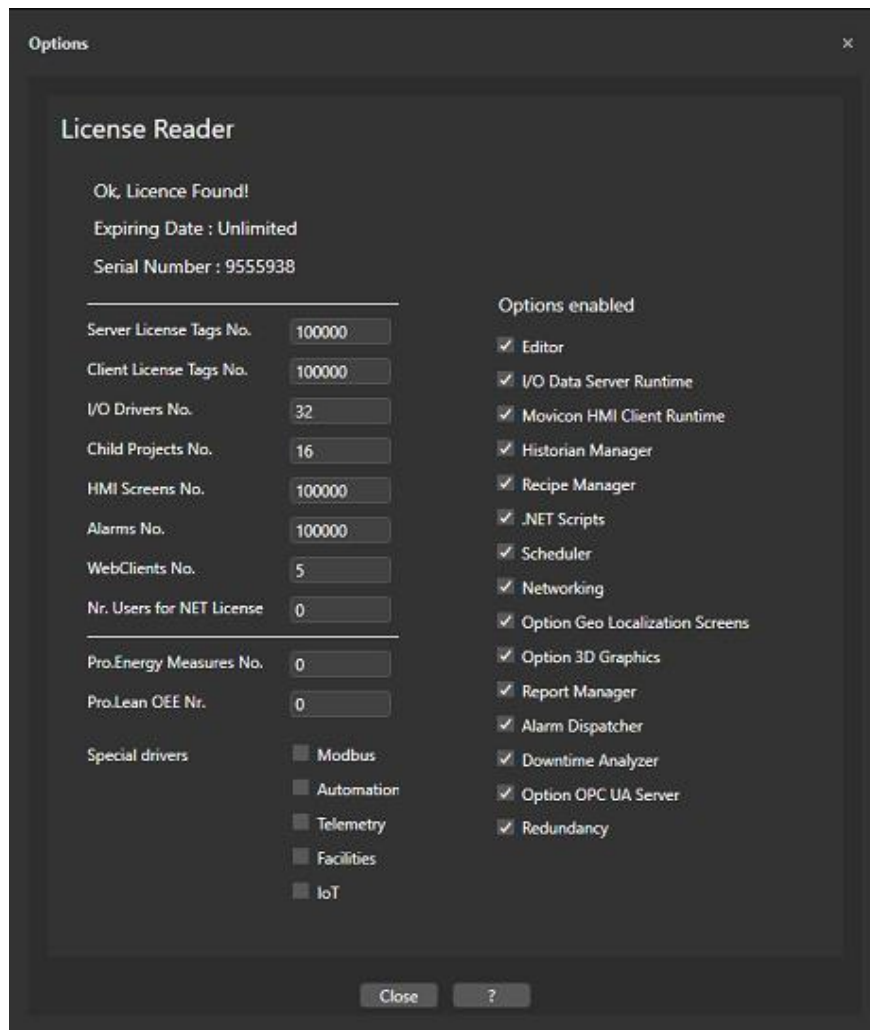 Options
×
License Reader
Ok, Licence Found!
Expiring Date : Unlimited
Serial Number : 9555938
Server License Tags No. 100000
Client License Tags No. 100000
I/O Drivers No. 32
Child Projects No. 16
HMI Screens No. 100000
Alarms No. 100000
WebClients No. 5
Nr. Users for NET License 0
Pro.Energy Measures No. 0
Pro.Lean OEE Nr. 0
Special drivers Modbus
Automation
Telemetry
Facilities
IoT
Options enabled
Editor
I/O Data Server Runtime
Movicon HMI Client Runtime
Historian Manager
Recipe Manager
.NET Scripts
Scheduler
Networking
Option Geo Localization Screens
Option 3D Graphics
Report Manager
Alarm Dispatcher
Downtime Analyzer
Option OPC UA Server
Redundancy
Close ?